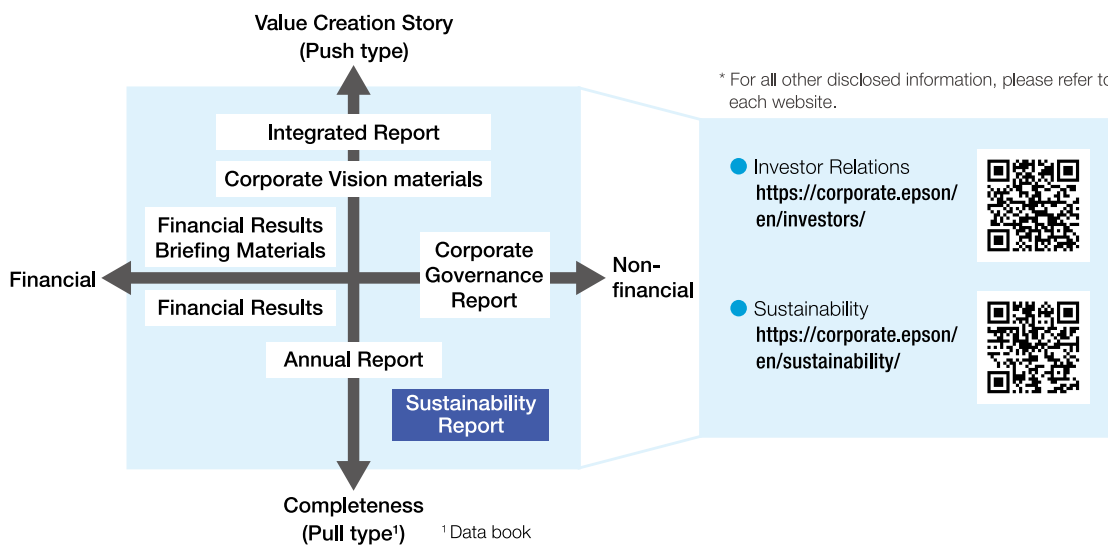 Value Creation Story
(Push type)
Integrated Report
Corporate Vision materials
Financial Results
Briefing Materials
Corporate
Governance
Report
Financial
Non-
financial
Financial Results
Annual Report
Sustainability
Report
Completeness
(Pull type¹)
¹ Data book
* For all other disclosed information, please refer to
each website.
Investor Relations
https://corporate.epson/
en/investors/
Sustainability
https://corporate.epson/
en/sustainability/